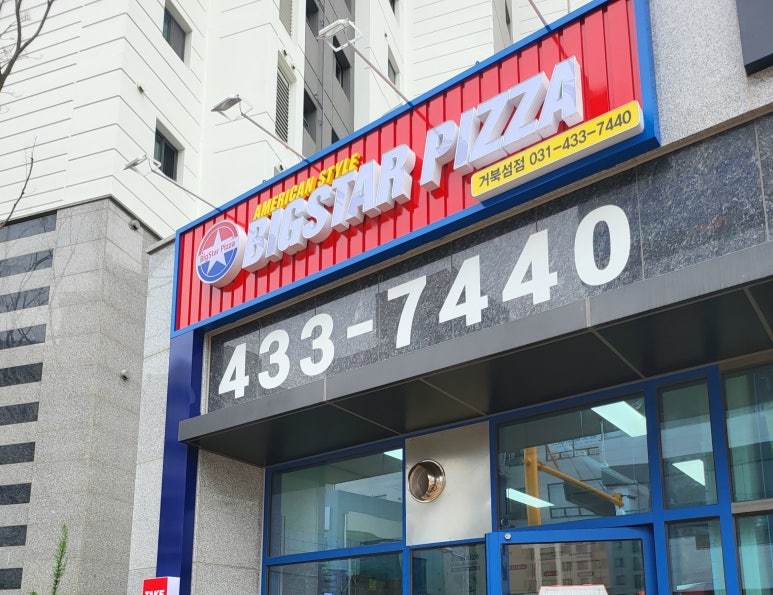 AMERICAN STYLE
BIGSTAR PIZZA
BigStar Pizza
거북섬점 031-433-7440
433-7440
TAKE